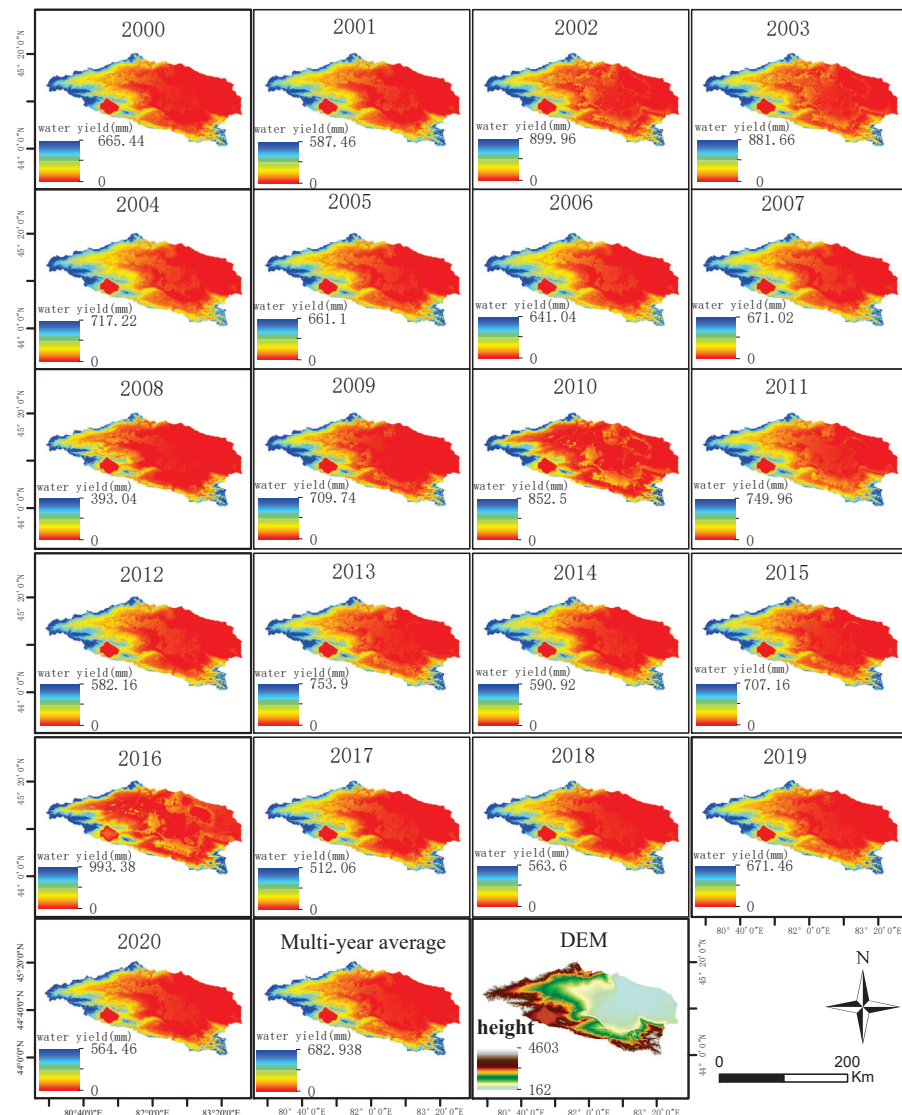 2000
45° 20′ 0″N
44° 0′ 0″N
water yield(mm)
665.44
0
2001
water yield(mm)
587.46
0
2002
water yield(mm)
899.96
0
2003
water yield(mm)
881.66
0
2004
45° 20′ 0″N
44° 0′ 0″N
water yield(mm)
717.22
0
2005
water yield(mm)
661.1
0
2006
water yield(mm)
641.04
0
2007
water yield(mm)
671.02
0
2008
45° 20′ 0″N
44° 0′ 0″N
water yield(mm)
393.04
0
2009
water yield(mm)
709.74
0
2010
water yield(mm)
852.5
0
2011
water yield(mm)
749.96
0
2012
45° 20′ 0″N
44° 0′ 0″N
water yield(mm)
582.16
0
2013
water yield(mm)
753.9
0
2014
water yield(mm)
590.92
0
2015
water yield(mm)
707.16
0
2016
45° 20′ 0″N
44° 0′ 0″N
water yield(mm)
993.38
0
2017
water yield(mm)
512.06
0
2018
water yield(mm)
563.6
0
2019
water yield(mm)
671.46
0
80° 40′0″E 82° 0′0″E 83° 20′0″E
2020
45°20'0"N
44°40'0"N
44°0'0"N
water yield(mm)
564.46
0
80°40'0"E 82°0'0"E 83°20'0"E
Multi-year average
water yield(mm)
682.938
0
80° 40′0″E 82° 0′0″E 83° 20′0″E
DEM
height
4603
162
45° 20′ 0″N
44° 0′ 0″N
80° 40′0″E 82° 0′0″E 83° 20′0″E
N
0 200
Km